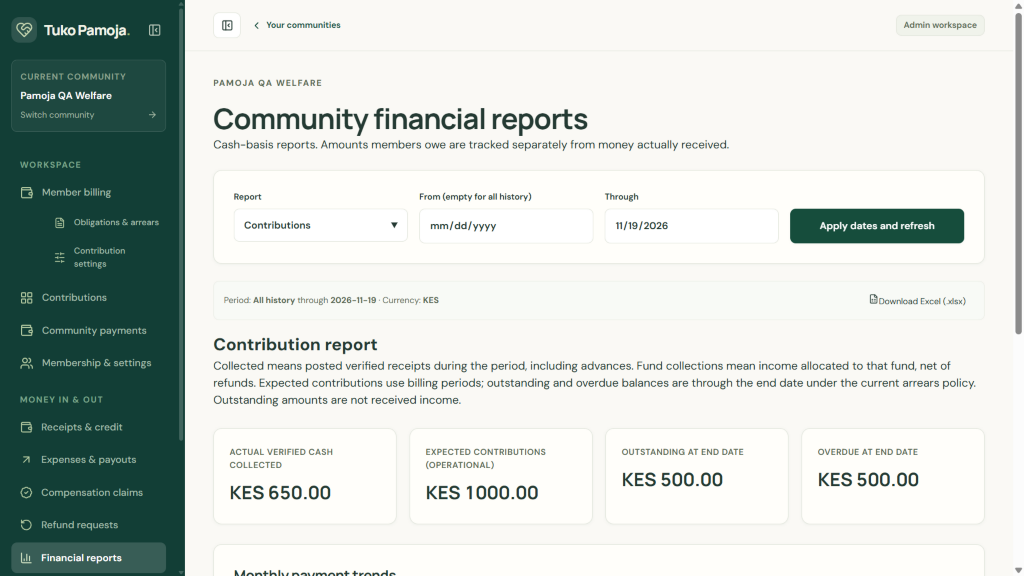 Tuko Pamoja.
CURRENT COMMUNITY
Pamoja QA Welfare
Switch community
WORKSPACE
Member billing
Obligations & arrears
Contribution
settings
Contributions
Community payments
Membership & settings
MONEY IN & OUT
Receipts & credit
Expenses & payouts
Compensation claims
Refund requests
Financial reports
Your communities
Admin workspace
PAMOJA QA WELFARE
Community financial reports
Cash-basis reports. Amounts members owe are tracked separately from money actually received.
Report
From (empty for all history)
Through
Contributions
mm/dd/yyyy
11/19/2026
Apply dates and refresh
Period: All history through 2026-11-19 · Currency: KES
Download Excel (.xlsx)
Contribution report
Collected means posted verified receipts during the period, including advances. Fund collections mean income allocated to that fund, net of
refunds. Expected contributions use billing periods; outstanding and overdue balances are through the end date under the current arrears policy.
Outstanding amounts are not received income.
ACTUAL VERIFIED CASH
COLLECTED
KES 650.00
EXPECTED CONTRIBUTIONS
(OPERATIONAL)
KES 1000.00
OUTSTANDING AT END DATE
KES 500.00
OVERDUE AT END DATE
KES 500.00
Monthly payment trends